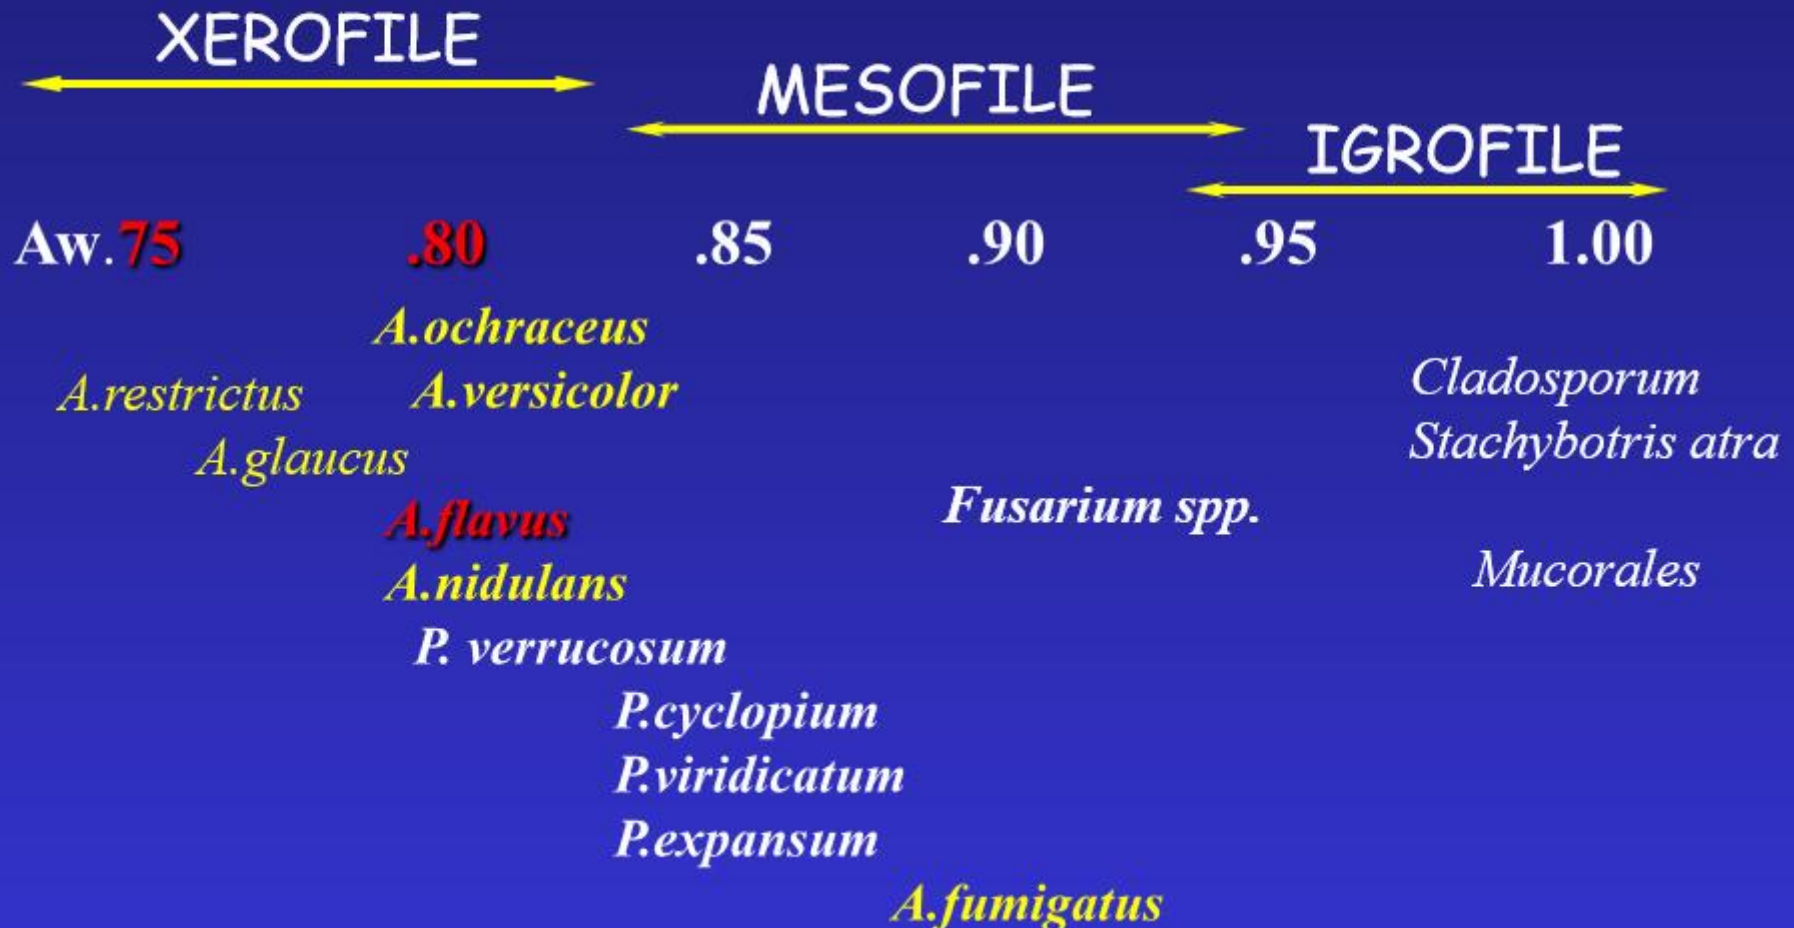 XEROFILE
MESOFILE
IGROFILE
Aw.75 .80 .85 .90 .95 1.00
A.ochraceus
Cladosporum
A.restrictus A.versicolor
Stachybotris atra
A.glaucus
Fusarium spp.
A.flavus
Mucorales
A.nidulans
P. verrucosum
P.cyclopium
P.viridicatum
P.expansum
A.fumigatus